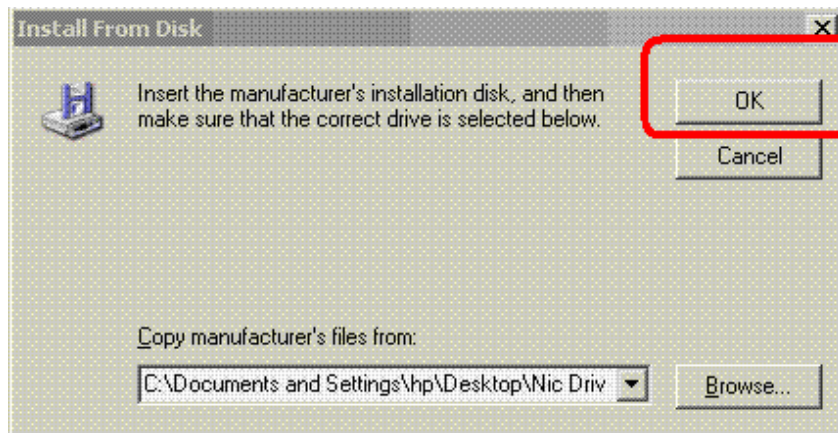 Install From Disk
Insert the manufacturer's installation disk, and then
make sure that the correct drive is selected below.
OK
Cancel
Copy manufacturer's files from:
C:\Documents and Settings\hp\Desktop\Nic Driv
Browse...